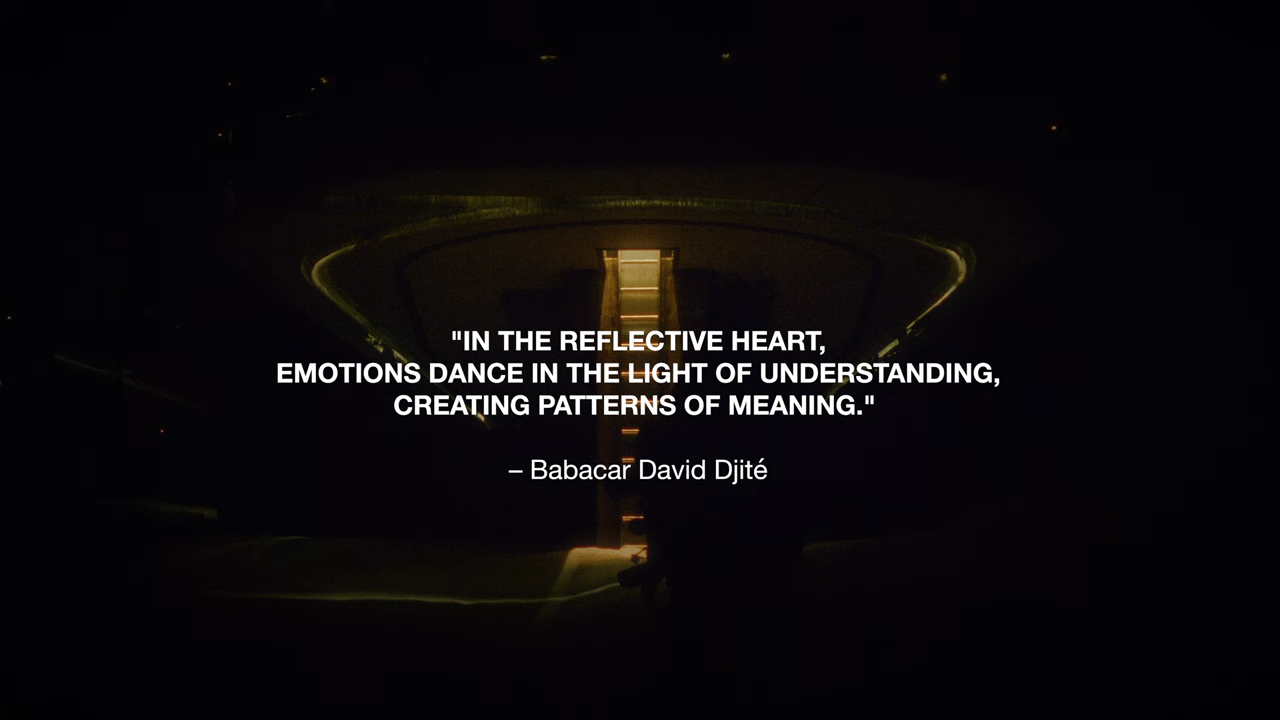 "IN THE REFLECTIVE HEART,
EMOTIONS DANCE IN THE LIGHT OF UNDERSTANDING,
CREATING PATTERNS OF MEANING."
– Babacar David Djité